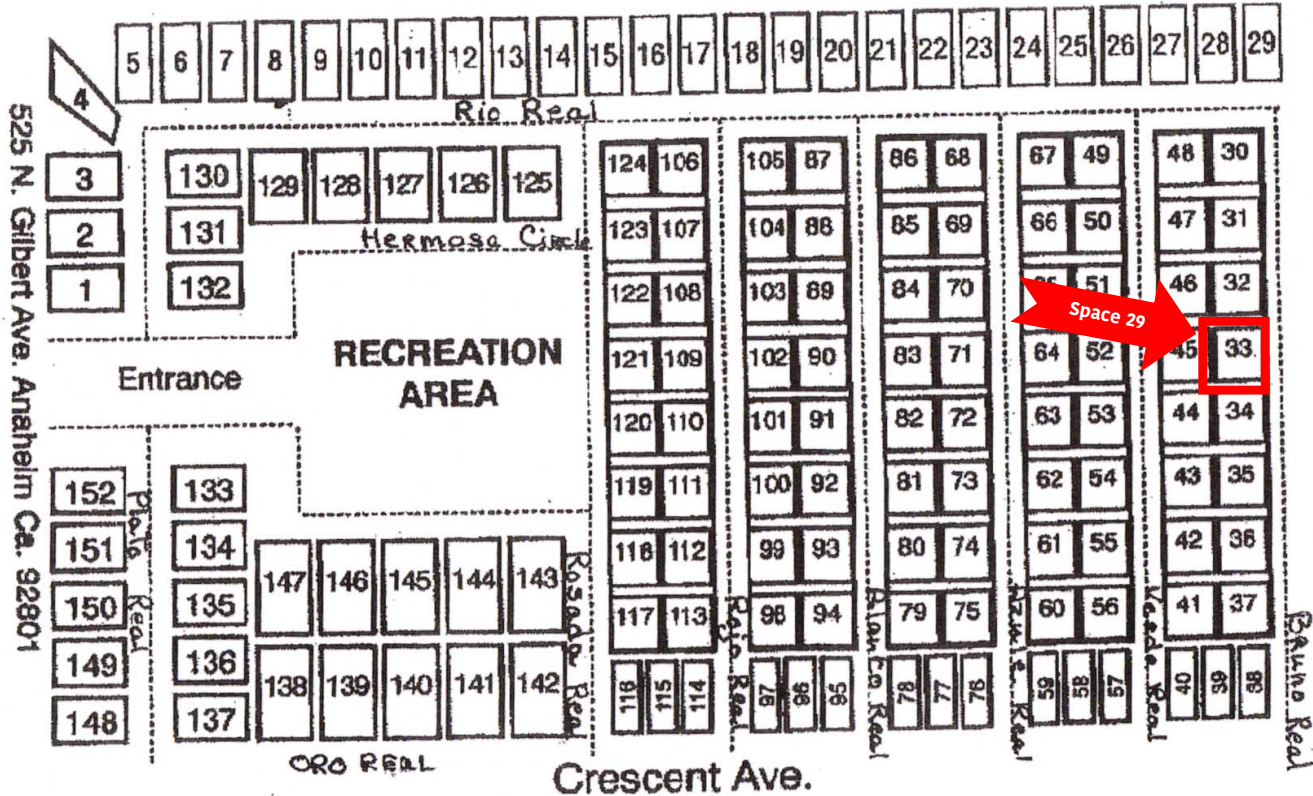 5 6 7 8 9 10 11 12 13 14 15 16 17 18 19 20 21 22 23 24 25 26 27 28 29
4
Rio Real
3 130 129 128 127 126 125 124 106 105 87 86 68 67 49 48 30
2 131 Hermosa Circle 123 107 104 88 85 69 66 50 47 31
1 132 122 108 103 89 84 70 51 46 32
Space 29
Entrance
RECREATION
AREA
121 109 102 90 83 71 64 52 45 33
120 110 101 91 82 72 63 53 44 34
152 133 119 111 100 92 81 73 62 54 43 35
151 134 118 112 99 93 80 74 61 55 42 36
147 146 145 144 143
150 135 117 113 98 94 79 75 60 56 41 37
149 136
138 139 140 141 142 116 115 114 97 96 95 78 77 76 59 58 57 40 39 38
148 137
525 N. Gilbert Ave. Anaheim Ca. 92801
Plata Real
Rosada Real
Rojo Real
Blanco Real
Azule Real
Verde Real
Bruno Real
ORO REAL
Crescent Ave.